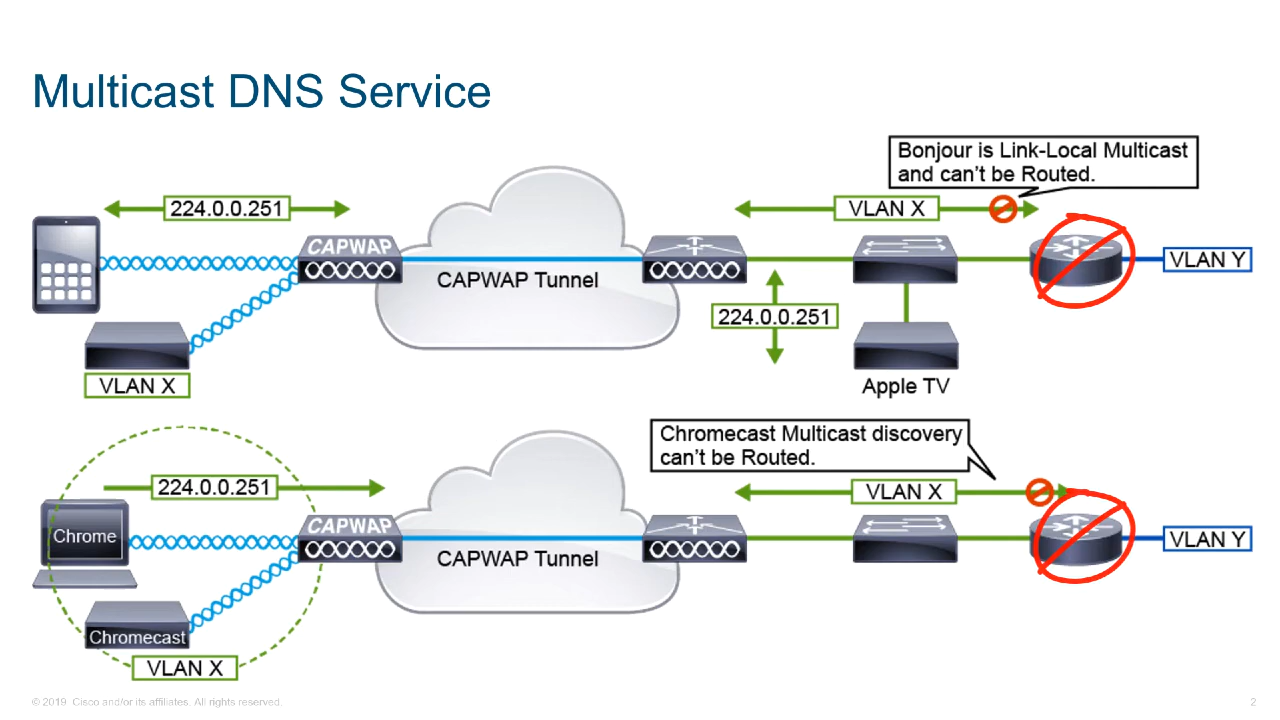 Multicast DNS Service
Bonjour is Link-Local Multicast
and can't be Routed.
224.0.0.251
VLAN X
CAPWAP
CAPWAP Tunnel
VLAN Y
224.0.0.251
VLAN X
Apple TV
Chromecast Multicast discovery
can't be Routed.
224.0.0.251
VLAN X
Chrome
CAPWAP
CAPWAP Tunnel
VLAN Y
Chromecast
VLAN X
© 2019 Cisco and/or its affiliates, All rights reserved.
2